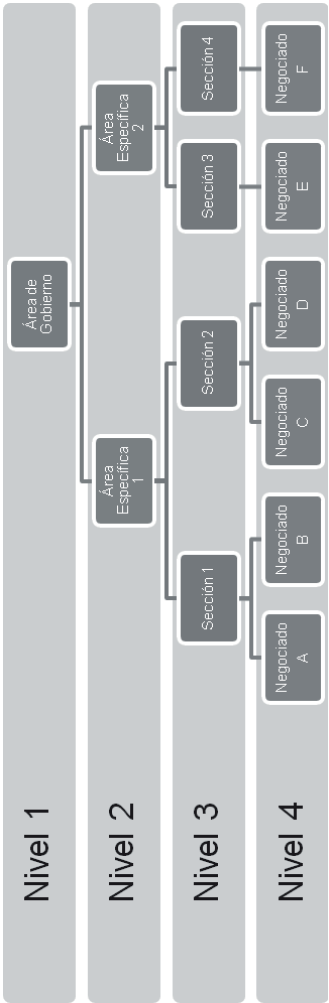 Nivel 1
Área de
Gobierno
Nivel 2
Área
Específica
1
Área
Específica
2
Nivel 3
Sección 1
Sección 2
Sección 3
Sección 4
Nivel 4
Negociado
A
Negociado
B
Negociado
C
Negociado
D
Negociado
E
Negociado
F